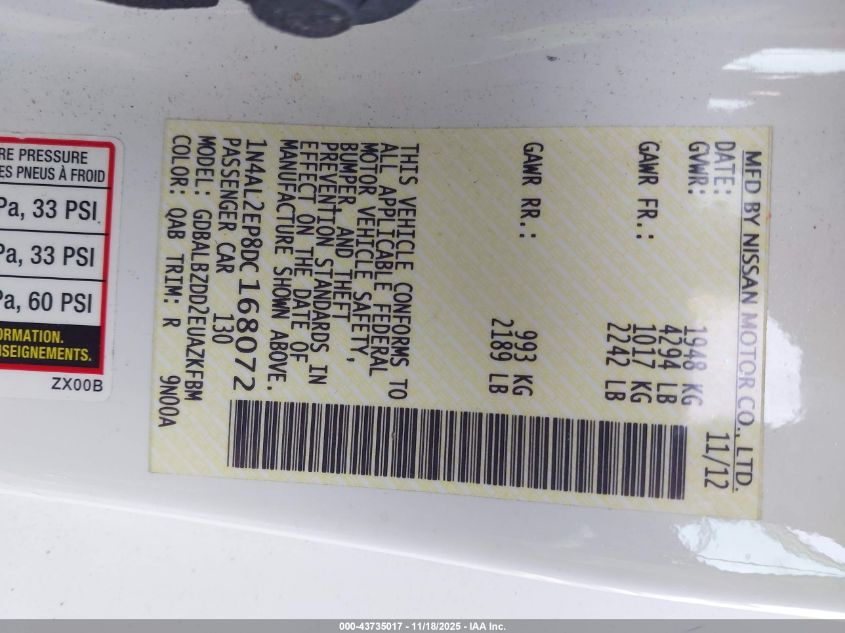 MFD BY NISSAN MOTOR CO., LTD.
DATE: 11/12
GVWR: 1948 KG
4294 LB
GAWR FR.: 1017 KG
2242 LB
GAWR RR.: 993 KG
2189 LB
THIS VEHICLE CONFORMS TO
ALL APPLICABLE FEDERAL
MOTOR VEHICLE SAFETY,
BUMPER, AND THEFT
PREVENTION STANDARDS IN
EFFECT ON THE DATE OF
MANUFACTURE SHOWN ABOVE.
1N4AL2EP8DC168072
PASSENGER CAR 130
MODEL: GDBALBZDD2EUAZKFBM
COLOR: QAB TRIM: R 9N00A
RE PRESSURE
ES PNEUS À FROID
Pa, 33 PSI
Pa, 33 PSI
Pa, 60 PSI
ORMATION.
NSEIGNEMENTS.
ZX00B
000-43735017 - 11/18/2025 - IAA Inc.